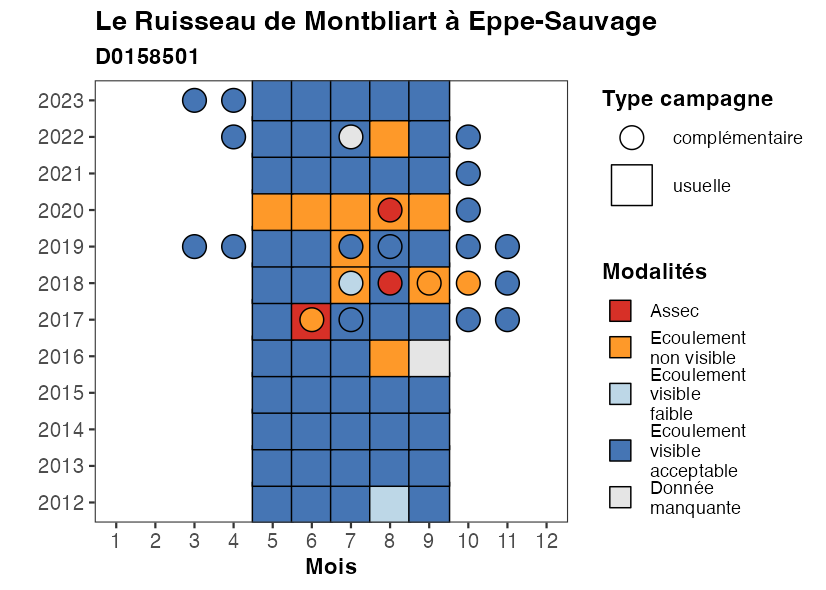 Le Ruisseau de Montbliart à Eppe-Sauvage
D0158501
2023
2022
2021
2020
2019
2018
2017
2016
2015
2014
2013
2012
1 2 3 4 5 6 7 8 9 10 11 12
Mois
Type campagne
complémentaire
usuelle
Modalités
Assec
Ecoulement
non visible
Ecoulement
visible
faible
Ecoulement
visible
acceptable
Donnée
manquante